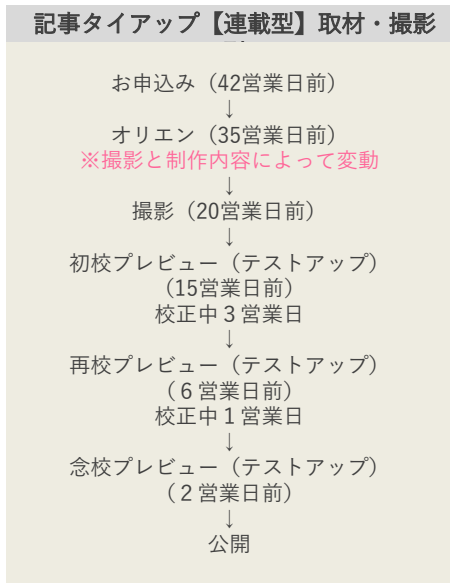 記事タイアップ【連載型】取材・撮影
お申込み（42営業日前）
↓
オリエン（35営業日前）
※撮影と制作内容によって変動
↓
撮影（20営業日前）
↓
初校プレビュー（テストアップ）
（15営業日前）
校正中３営業日
↓
再校プレビュー（テストアップ）
（６営業日前）
校正中１営業日
↓
念校プレビュー（テストアップ）
（２営業日前）
↓
公開